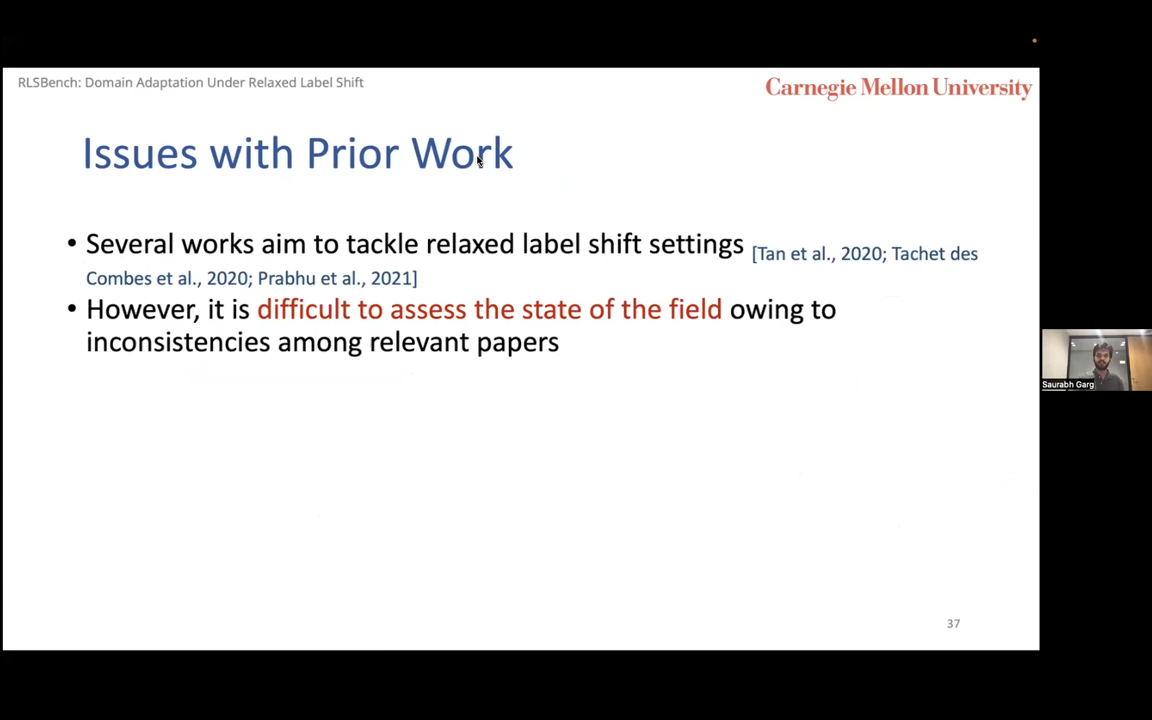 RLSBench: Domain Adaptation Under Relaxed Label Shift
Carnegie Mellon University
Issues with Prior Work
• Several works aim to tackle relaxed label shift settings [Tan et al., 2020; Tachet des
Combes et al., 2020; Prabhu et al., 2021]
• However, it is difficult to assess the state of the field owing to
inconsistencies among relevant papers
Saurabh Garg
37